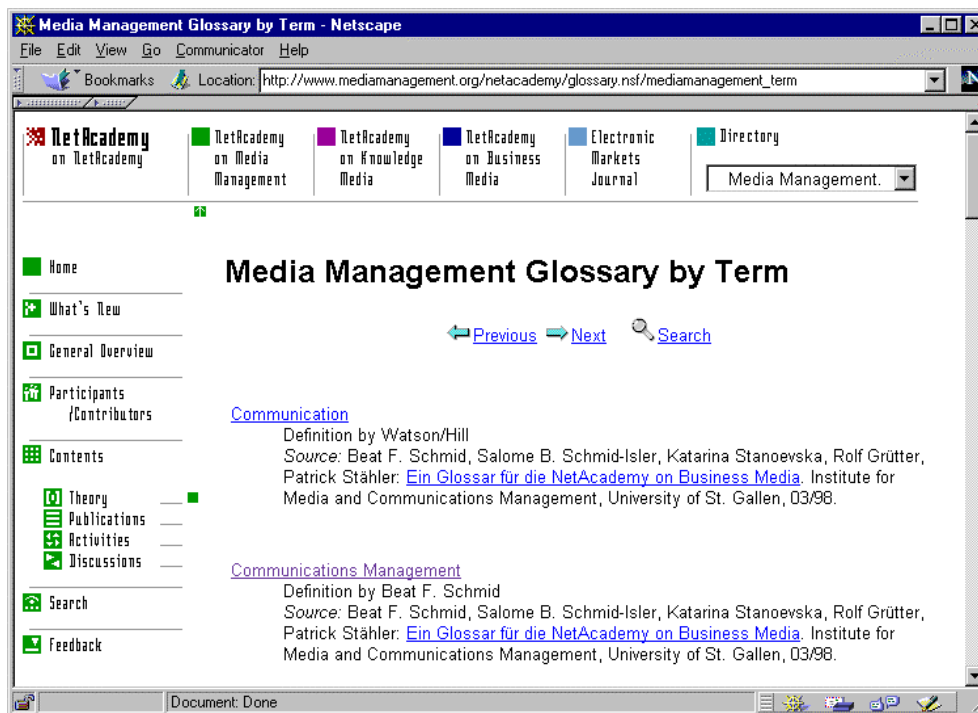 Media Management Glossary by Term - Netscape
File Edit View Go Communicator Help
Bookmarks Location: http://www.mediamanagement.org/netacademy/glossary.nsf/mediamanagement_term
NetAcademy
on NetAcademy
NetAcademy
on Media
Management
NetAcademy
on Knowledge
Media
NetAcademy
on Business
Media
Electronic
Markets
Journal
Directory
Media Management.
Home
What's New
General Overview
Participants
/Contributors
Contents
Theory
Publications
Activities
Discussions
Search
Feedback
Media Management Glossary by Term
Previous Next Search
Communication
Definition by Watson/Hill
Source: Beat F. Schmid, Salome B. Schmid-Isler, Katarina Stanoevska, Rolf Grütter,
Patrick Stähler: Ein Glossar für die NetAcademy on Business Media. Institute for
Media and Communications Management, University of St. Gallen, 03/98.
Communications Management
Definition by Beat F. Schmid
Source: Beat F. Schmid, Salome B. Schmid-Isler, Katarina Stanoevska, Rolf Grütter,
Patrick Stähler: Ein Glossar für die NetAcademy on Business Media. Institute for
Media and Communications Management, University of St. Gallen, 03/98.
Document: Done